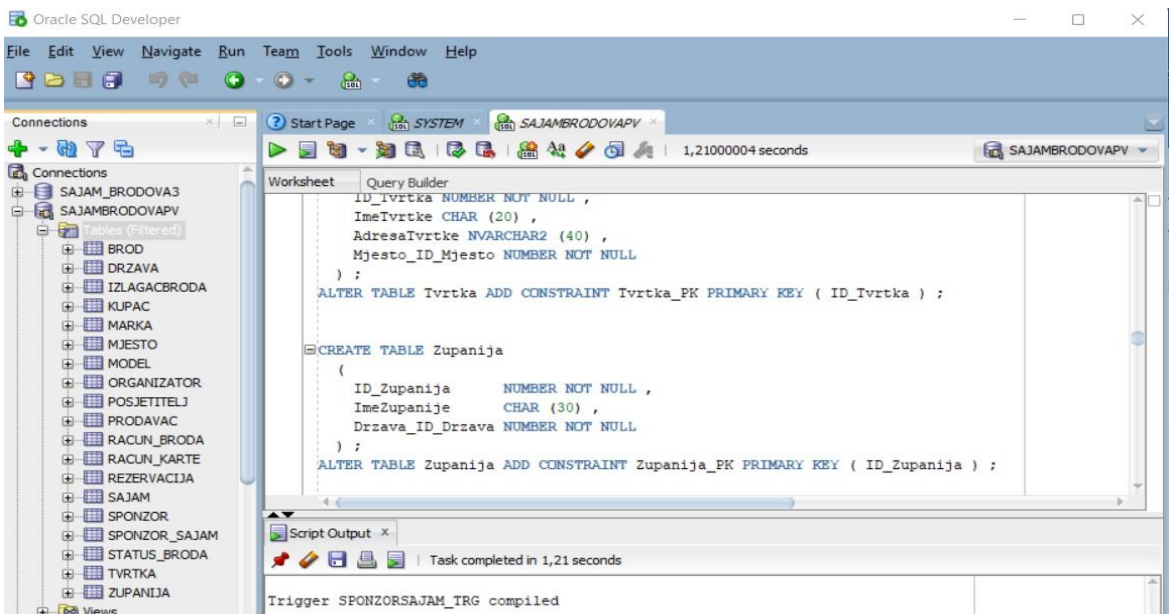 Oracle SQL Developer
File Edit View Navigate Run Team Tools Window Help
Connections
Connections
SAJAM_BRODOVA3
SAJAMBRODOVAPV
Tables (Filtered)
BROD
DRZAVA
IZLAGACBRODA
KUPAC
MARKA
MJESTO
MODEL
ORGANIZATOR
POSJETITELJ
PRODAVAC
RACUN_BRODA
RACUN_KARTE
REZERVACIJA
SAJAM
SPONZOR
SPONZOR_SAJAM
STATUS_BRODA
TVRTKA
ZUPANIJA
Views
Start Page SYSTEM SAJAMBRODOVAPV
1,21000004 seconds SAJAMBRODOVAPV
Worksheet Query Builder
ID_Tvrtka NUMBER NOT NULL ,
ImeTvrtke CHAR (20) ,
AdresaTvrtke NVARCHAR2 (40) ,
Mjesto_ID_Mjesto NUMBER NOT NULL
) ;
ALTER TABLE Tvrtka ADD CONSTRAINT Tvrtka_PK PRIMARY KEY ( ID_Tvrtka ) ;
CREATE TABLE Zupanija
(
ID_Zupanija NUMBER NOT NULL ,
ImeZupanije CHAR (30) ,
Drzava_ID_Drzava NUMBER NOT NULL
) ;
ALTER TABLE Zupanija ADD CONSTRAINT Zupanija_PK PRIMARY KEY ( ID_Zupanija ) ;
Script Output
Task completed in 1,21 seconds
Trigger SPONZORSAJAM_TRG compiled